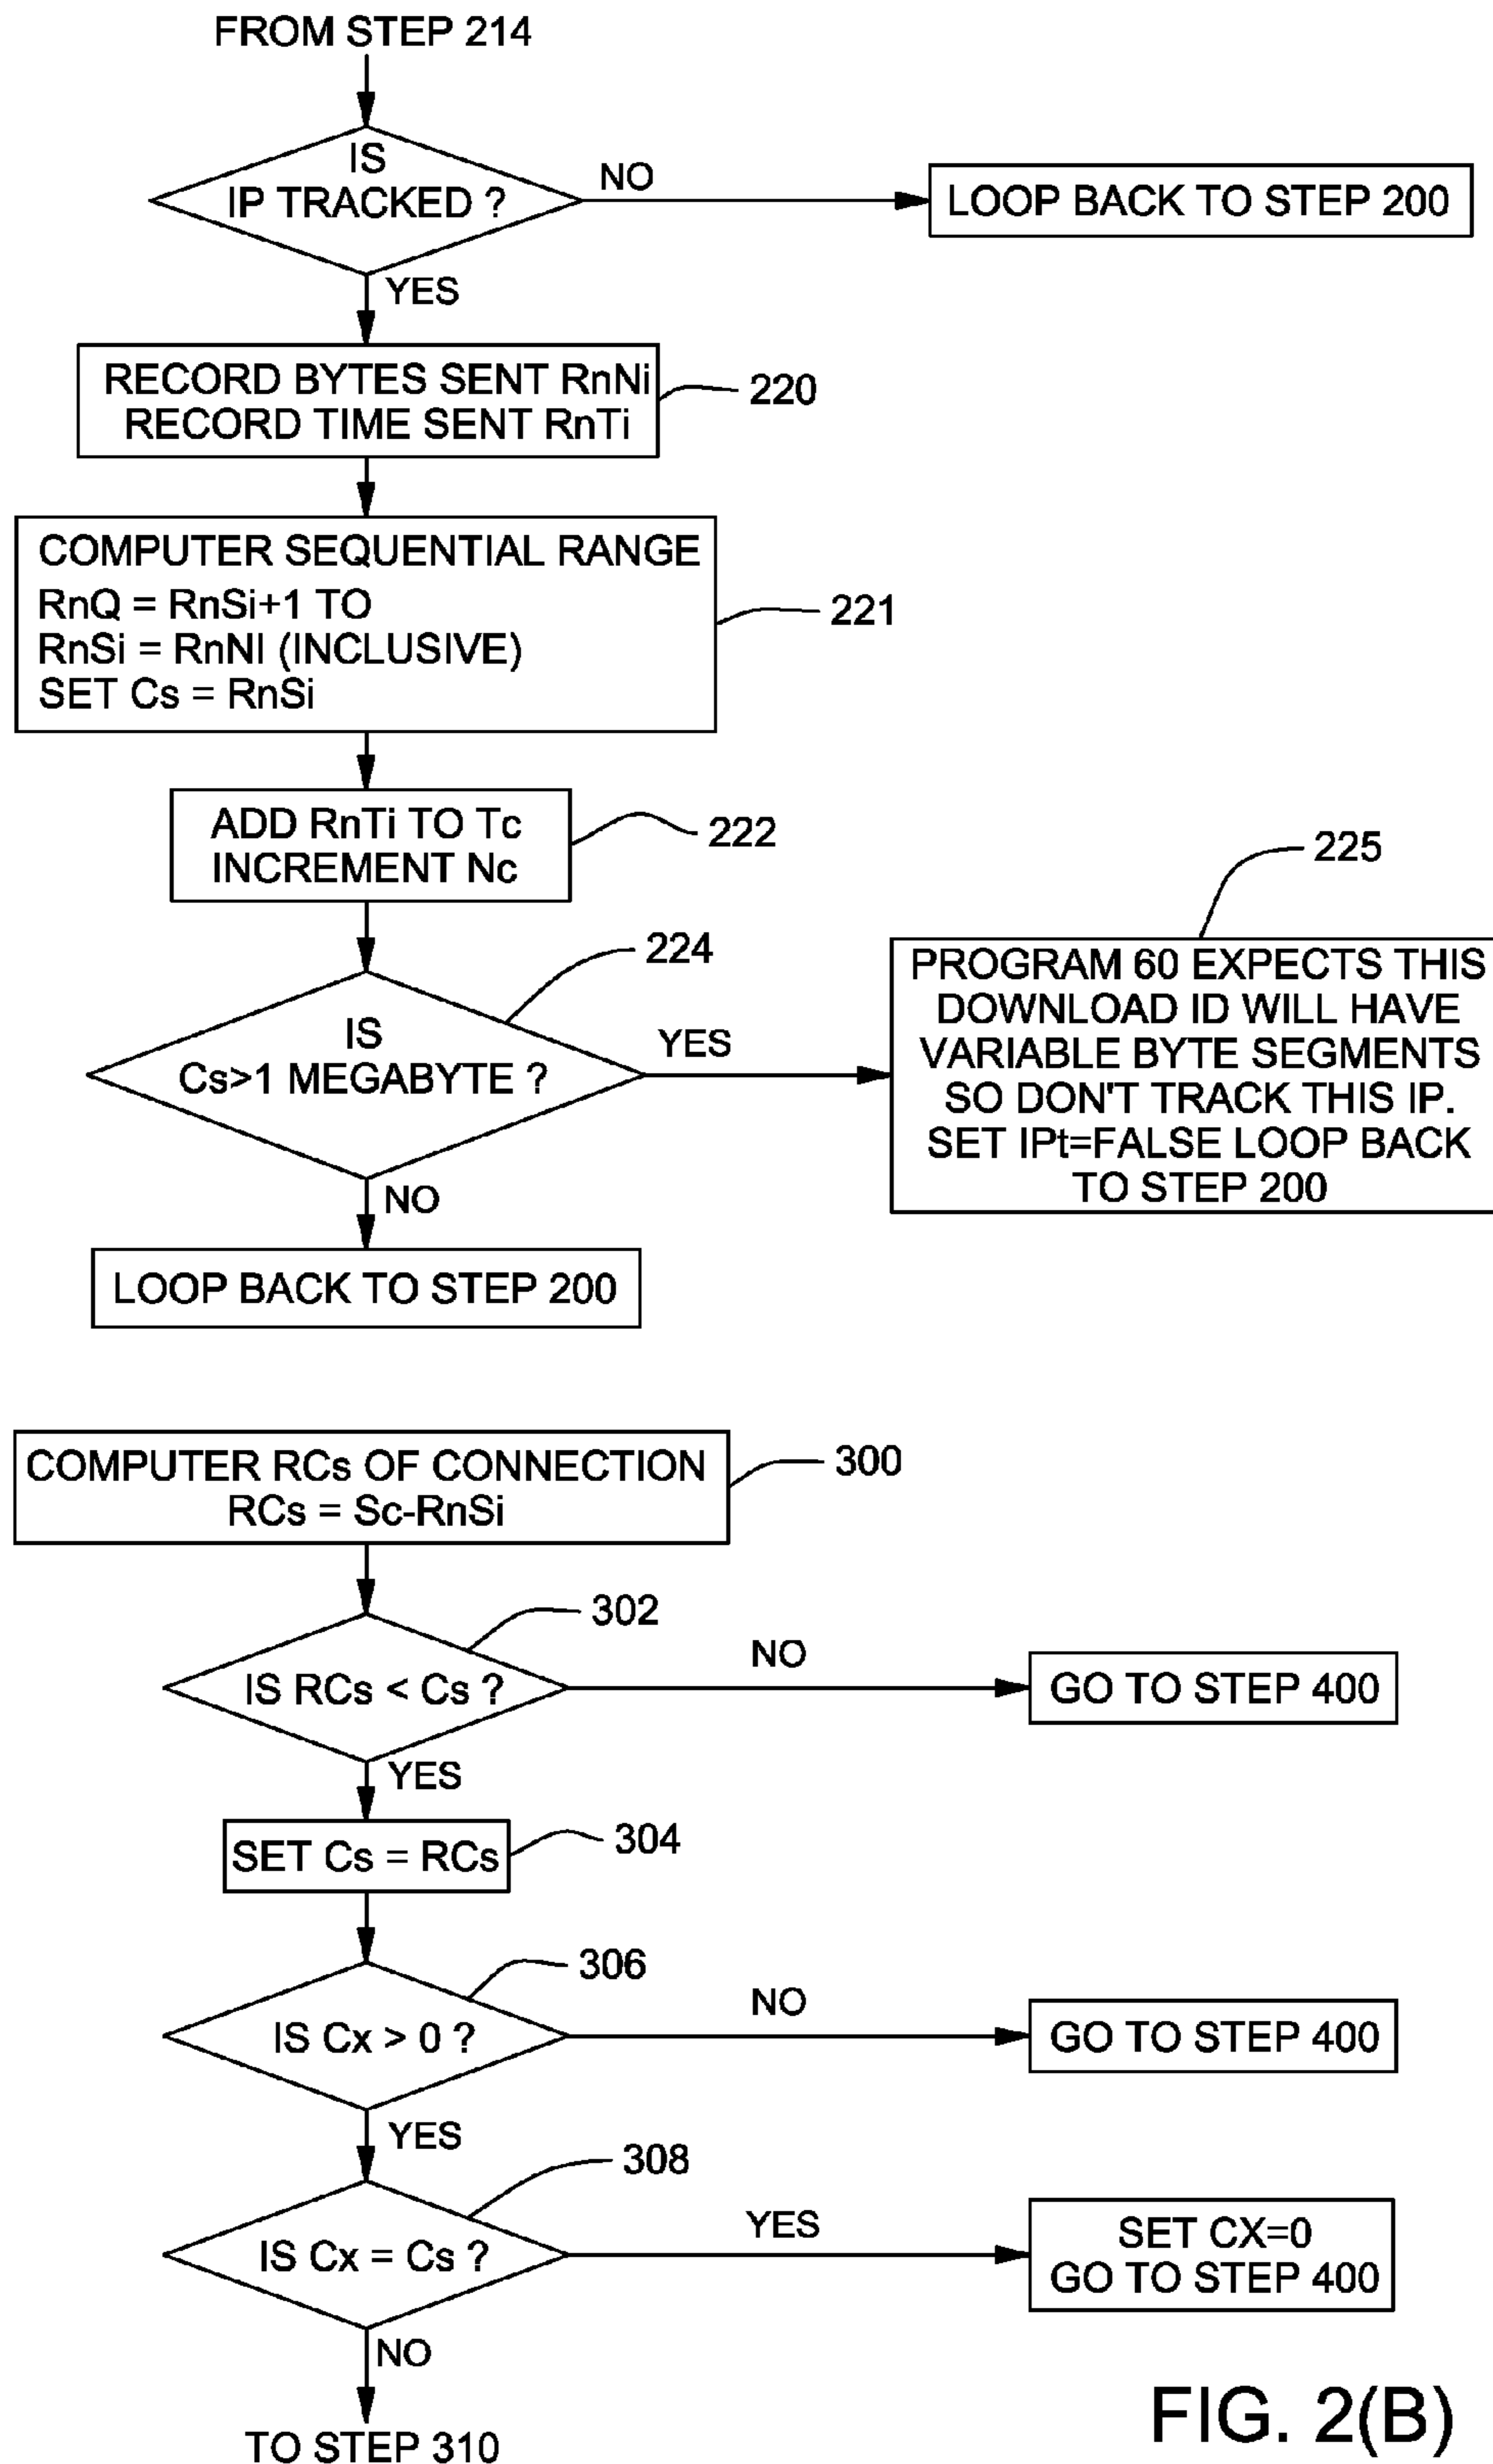 FROM STEP 214
IS
IP TRACKED ?
NO
LOOP BACK TO STEP 200
YES
RECORD BYTES SENT RnNi
RECORD TIME SENT RnTi
220
COMPUTER SEQUENTIAL RANGE
RnQ = RnSi+1 TO
RnSi = RnNI (INCLUSIVE)
SET Cs = RnSi
221
ADD RnTi TO Tc
INCREMENT Nc
222
224
IS
Cs>1 MEGABYTE ?
YES
225
PROGRAM 60 EXPECTS THIS
DOWNLOAD ID WILL HAVE
VARIABLE BYTE SEGMENTS
SO DON'T TRACK THIS IP.
SET IPt=FALSE LOOP BACK
TO STEP 200
NO
LOOP BACK TO STEP 200
COMPUTER RCs OF CONNECTION
RCs = Sc-RnSi
300
302
IS RCs < Cs ?
NO
GO TO STEP 400
YES
SET Cs = RCs
304
306
IS Cx > 0 ?
NO
GO TO STEP 400
YES
308
IS Cx = Cs ?
YES
SET CX=0
GO TO STEP 400
NO
TO STEP 310
FIG. 2(B)